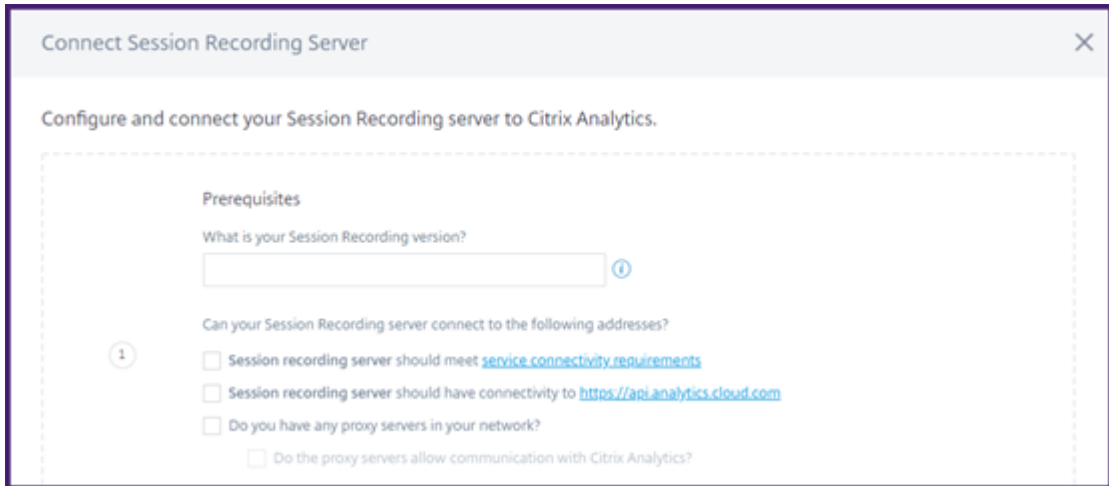 Connect Session Recording Server
Configure and connect your Session Recording server to Citrix Analytics.
Prerequisites
What is your Session Recording version?
Can your Session Recording server connect to the following addresses?
1
Session recording server should meet service connectivity requirements
Session recording server should have connectivity to https://api.analytics.cloud.com
Do you have any proxy servers in your network?
Do the proxy servers allow communication with Citrix Analytics?